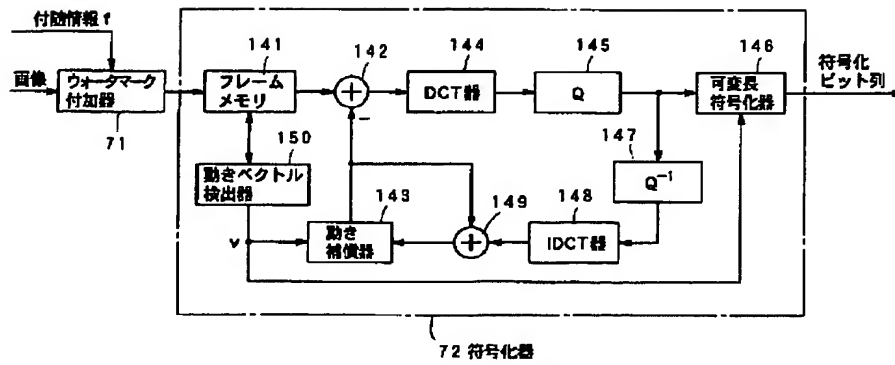 付随情報 f
画像
ウォータマーク
付加器
71
141
フレーム
メモリ
142
−
144
DCT器
145
Q
146
可変長
符号化器
符号化
ビット列
150
動きベクトル
検出器
147
Q⁻¹
143
動き
補償器
149
148
IDCT器
v
72 符号化器